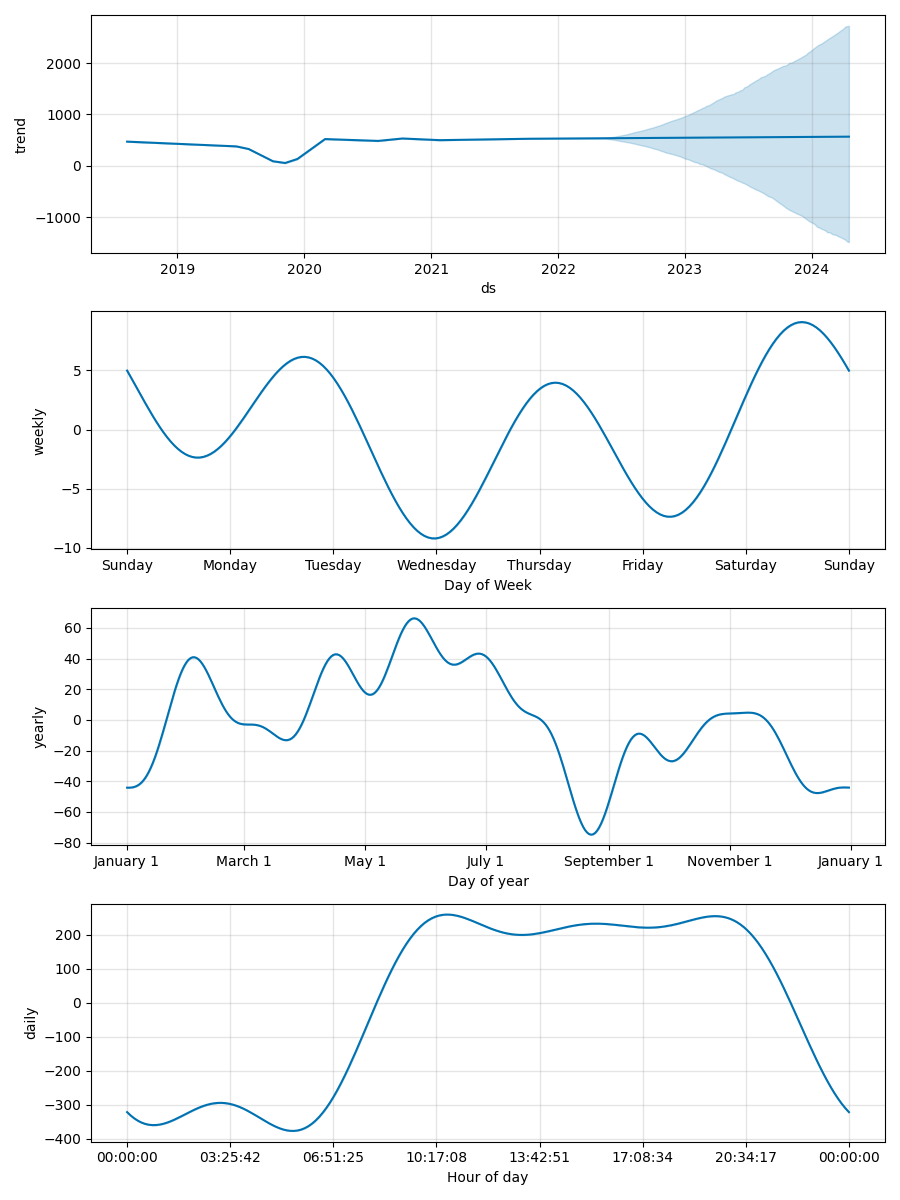 2000
1000
0
−1000
trend
2019 2020 2021 2022 2023 2024
ds
5
0
−5
−10
weekly
Sunday Monday Tuesday Wednesday Thursday Friday Saturday Sunday
Day of Week
60
40
20
0
−20
−40
−60
−80
yearly
January 1 March 1 May 1 July 1 September 1 November 1 January 1
Day of year
200
100
0
−100
−200
−300
−400
daily
00:00:00 03:25:42 06:51:25 10:17:08 13:42:51 17:08:34 20:34:17 00:00:00
Hour of day